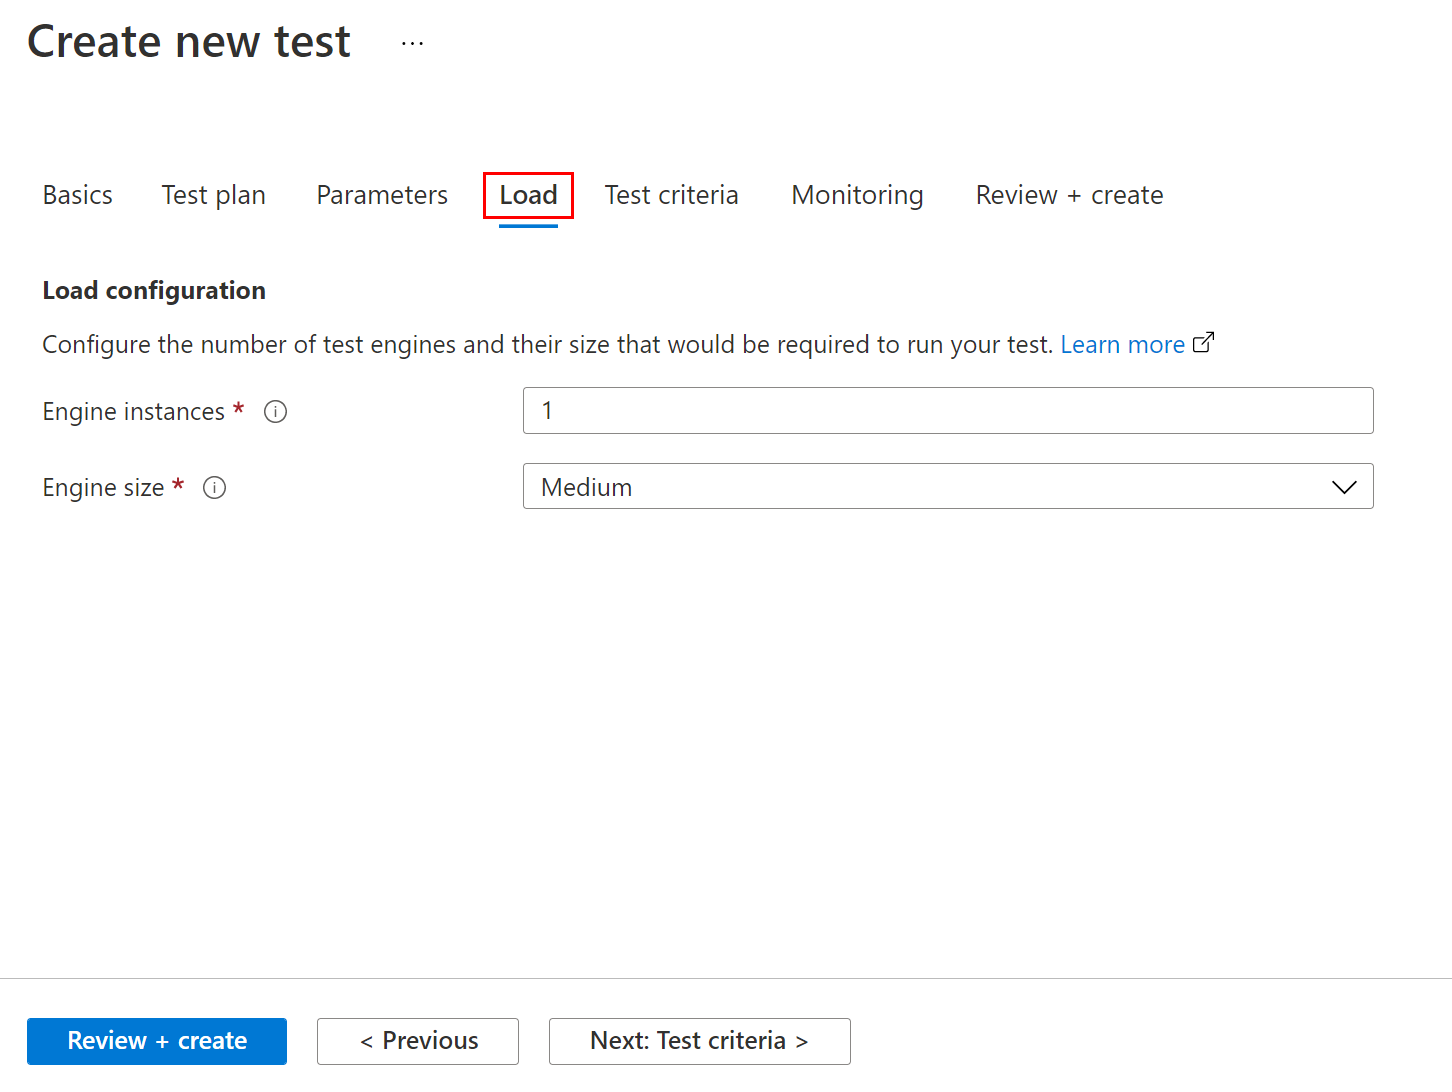 Create new test ...
Basics Test plan Parameters Load Test criteria Monitoring Review + create
Load configuration
Configure the number of test engines and their size that would be required to run your test. Learn more
Engine instances * 1
Engine size * Medium
Review + create < Previous Next: Test criteria >